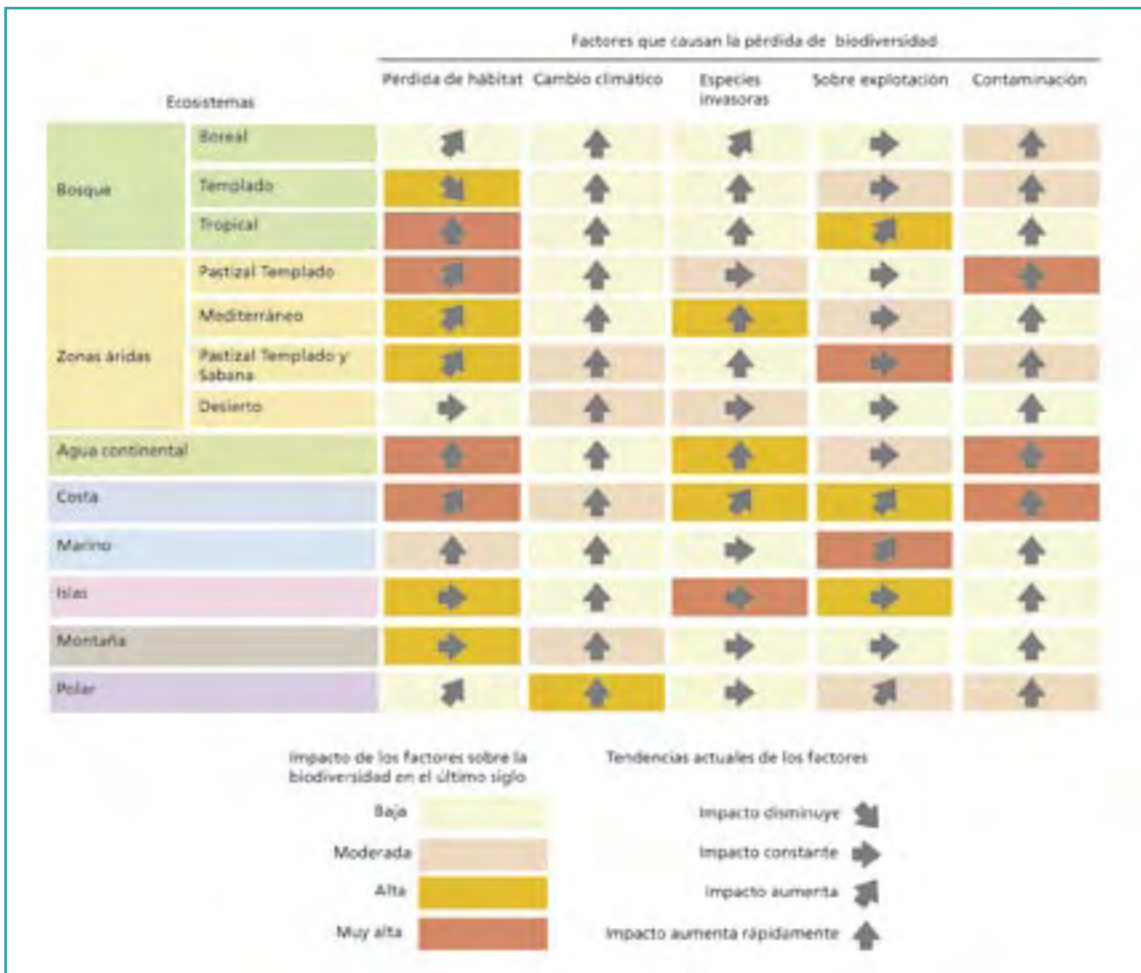 Factores que causan la pérdida de biodiversidad
Pérdida de hábitat Cambio climático Especies invasoras Sobre explotación Contaminación
Ecosistemas
Bosque
Boreal
Templado
Tropical
Zonas áridas
Pastizal Templado
Mediterráneo
Pastizal Templado y
Sabana
Desierto
Agua continental
Costa
Marino
Islas
Montaña
Polar
Impacto de los factores sobre la
biodiversidad en el último siglo
Baja
Moderada
Alta
Muy alta
Tendencias actuales de los factores
Impacto disminuye
Impacto constante
Impacto aumenta
Impacto aumenta rápidamente